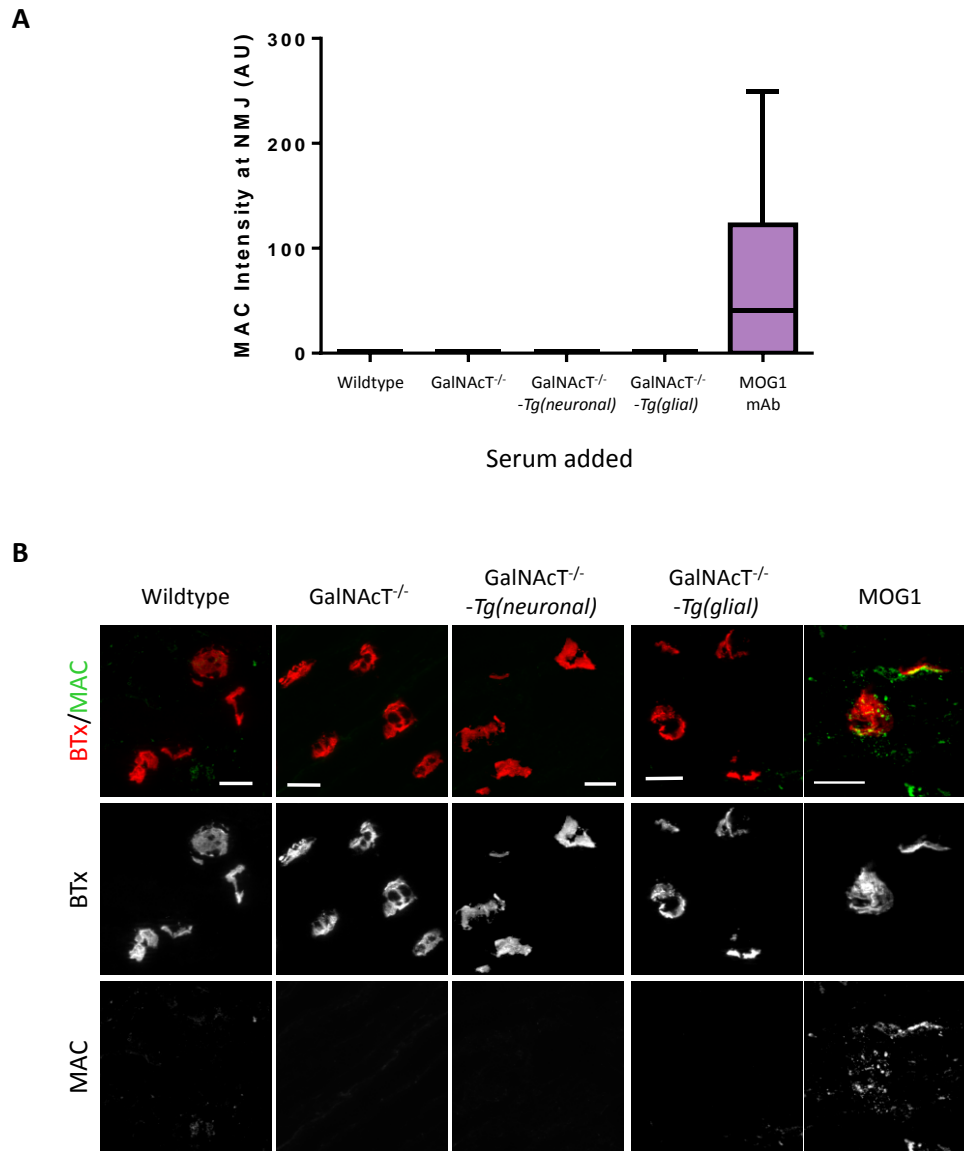 A
MAC Intensity at NMJ (AU)
300
200
100
0
Wildtype
GalNAcT-/-
GalNAcT-/-
-Tg(neuronal)
GalNAcT-/-
-Tg(glial)
MOG1
mAb
Serum added
B
Wildtype
GalNAcT-/-
GalNAcT-/-
-Tg(neuronal)
GalNAcT-/-
-Tg(glial)
MOG1
BTx/MAC
BTx
MAC